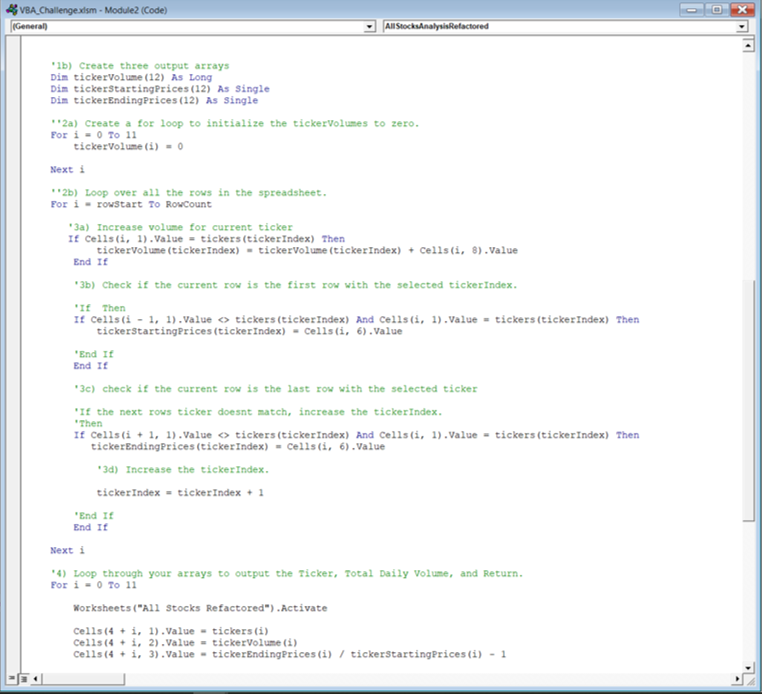 VBA_Challenge.xlsm - Module2 (Code)
(General) AllStocksAnalysisRefactored
'1b) Create three output arrays
Dim tickerVolume(12) As Long
Dim tickerStartingPrices(12) As Single
Dim tickerEndingPrices(12) As Single
''2a) Create a for loop to initialize the tickerVolumes to zero.
For i = 0 To 11
tickerVolume(i) = 0
Next i
''2b) Loop over all the rows in the spreadsheet.
For i = rowStart To RowCount
'3a) Increase volume for current ticker
If Cells(i, 1).Value = tickers(tickerIndex) Then
tickerVolume(tickerIndex) = tickerVolume(tickerIndex) + Cells(i, 8).Value
End If
'3b) Check if the current row is the first row with the selected tickerIndex.
'If  Then
If Cells(i - 1, 1).Value <> tickers(tickerIndex) And Cells(i, 1).Value = tickers(tickerIndex) Then
tickerStartingPrices(tickerIndex) = Cells(i, 6).Value
'End If
End If
'3c) check if the current row is the last row with the selected ticker
'If the next rows ticker doesnt match, increase the tickerIndex.
'Then
If Cells(i + 1, 1).Value <> tickers(tickerIndex) And Cells(i, 1).Value = tickers(tickerIndex) Then
tickerEndingPrices(tickerIndex) = Cells(i, 6).Value
'3d) Increase the tickerIndex.
tickerIndex = tickerIndex + 1
'End If
End If
Next i
'4) Loop through your arrays to output the Ticker, Total Daily Volume, and Return.
For i = 0 To 11
Worksheets("All Stocks Refactored").Activate
Cells(4 + i, 1).Value = tickers(i)
Cells(4 + i, 2).Value = tickerVolume(i)
Cells(4 + i, 3).Value = tickerEndingPrices(i) / tickerStartingPrices(i) - 1